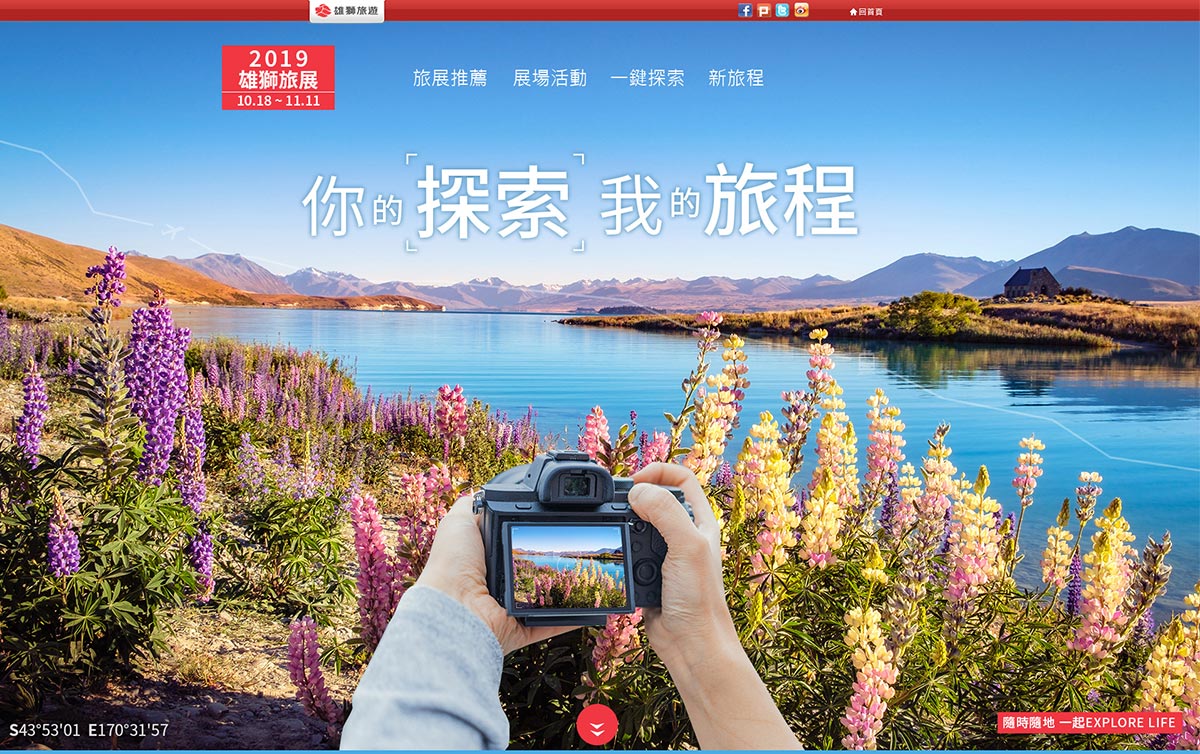 雄獅旅遊
回首頁
2019
雄獅旅展
10.18 ~ 11.11
旅展推薦 展場活動 一鍵探索 新旅程
你的探索 我的旅程
S43°53'01 E170°31'57
隨時隨地 一起EXPLORE LIFE